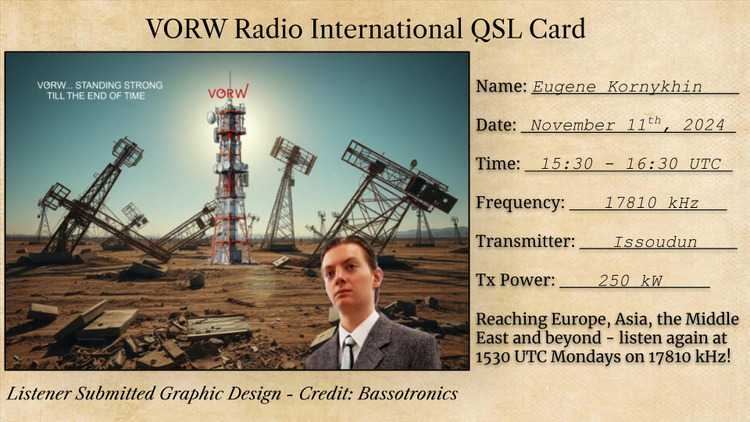 VORW Radio International QSL Card
VORW... STANDING STRONG
TILL THE END OF TIME
VORW
Name: Eugene Kornykhin
Date: November 11th, 2024
Time: 15:30 - 16:30 UTC
Frequency: 17810 kHz
Transmitter: Issoudun
Tx Power: 250 kW
Reaching Europe, Asia, the Middle
East and beyond - listen again at
1530 UTC Mondays on 17810 kHz!
Listener Submitted Graphic Design - Credit: Bassotronics